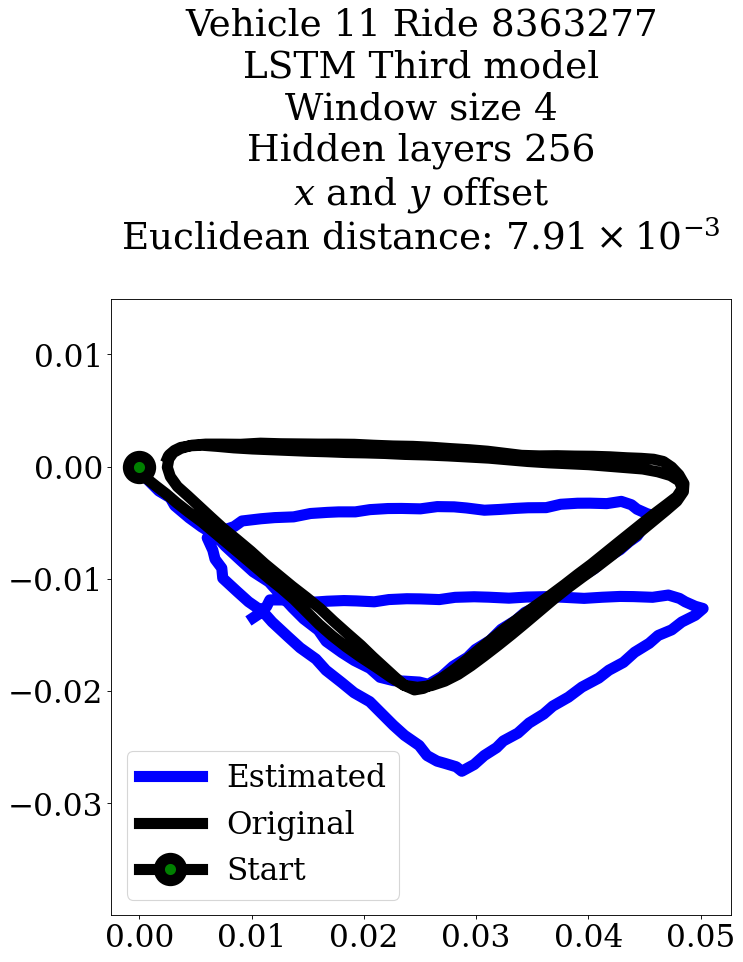 Vehicle 11 Ride 8363277
LSTM Third model
Window size 4
Hidden layers 256
x and y offset
Euclidean distance: 7.91 × 10⁻³
0.01
0.00
−0.01
−0.02
−0.03
Estimated
Original
Start
0.00 0.01 0.02 0.03 0.04 0.05